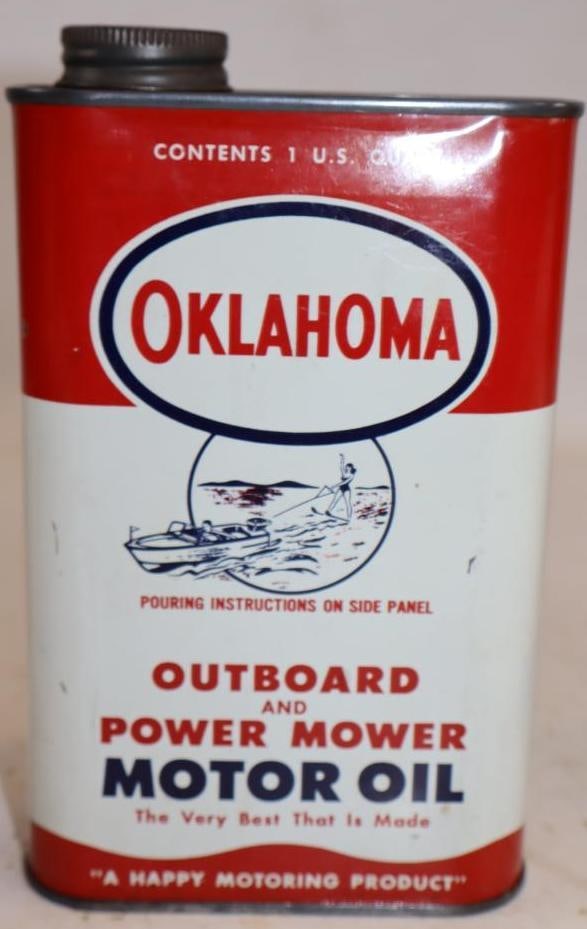 CONTENTS 1 U.S.
OKLAHOMA
POURING INSTRUCTIONS ON SIDE PANEL
OUTBOARD
AND
POWER MOWER
MOTOR OIL
The Very Best That Is Made
"A HAPPY MOTORING PRODUCT"